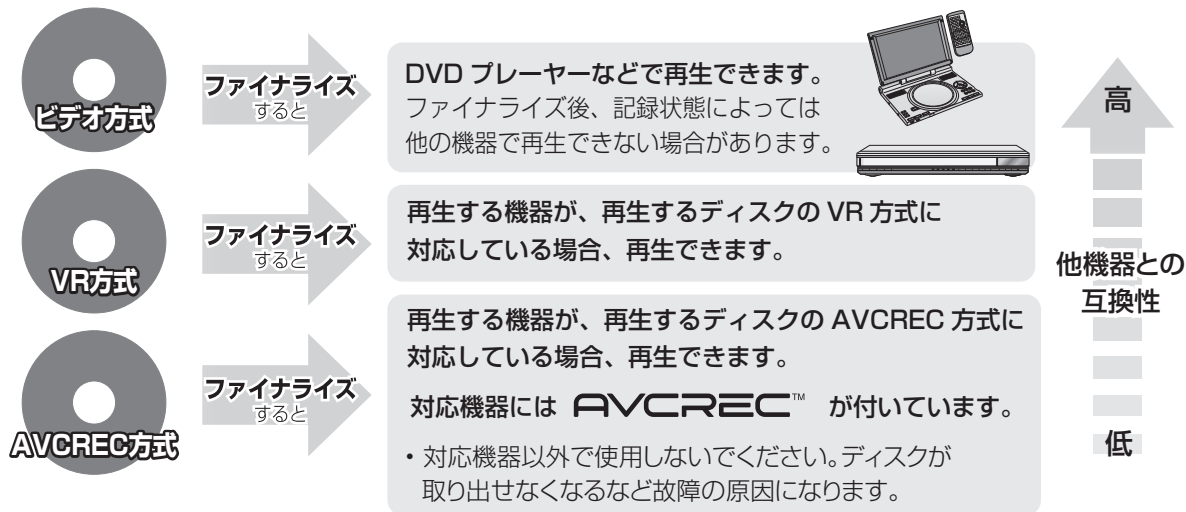 ビデオ方式
ファイナライズ
すると
DVD プレーヤーなどで再生できます。
ファイナライズ後、記録状態によっては
他の機器で再生できない場合があります。
VR方式
ファイナライズ
すると
再生する機器が、再生するディスクの VR 方式に
対応している場合、再生できます。
AVCREC方式
ファイナライズ
すると
再生する機器が、再生するディスクの AVCREC 方式に
対応している場合、再生できます。
対応機器には AVCREC™ が付いています。
・対応機器以外で使用しないでください。ディスクが
取り出せなくなるなど故障の原因になります。
高
他機器との
互換性
低